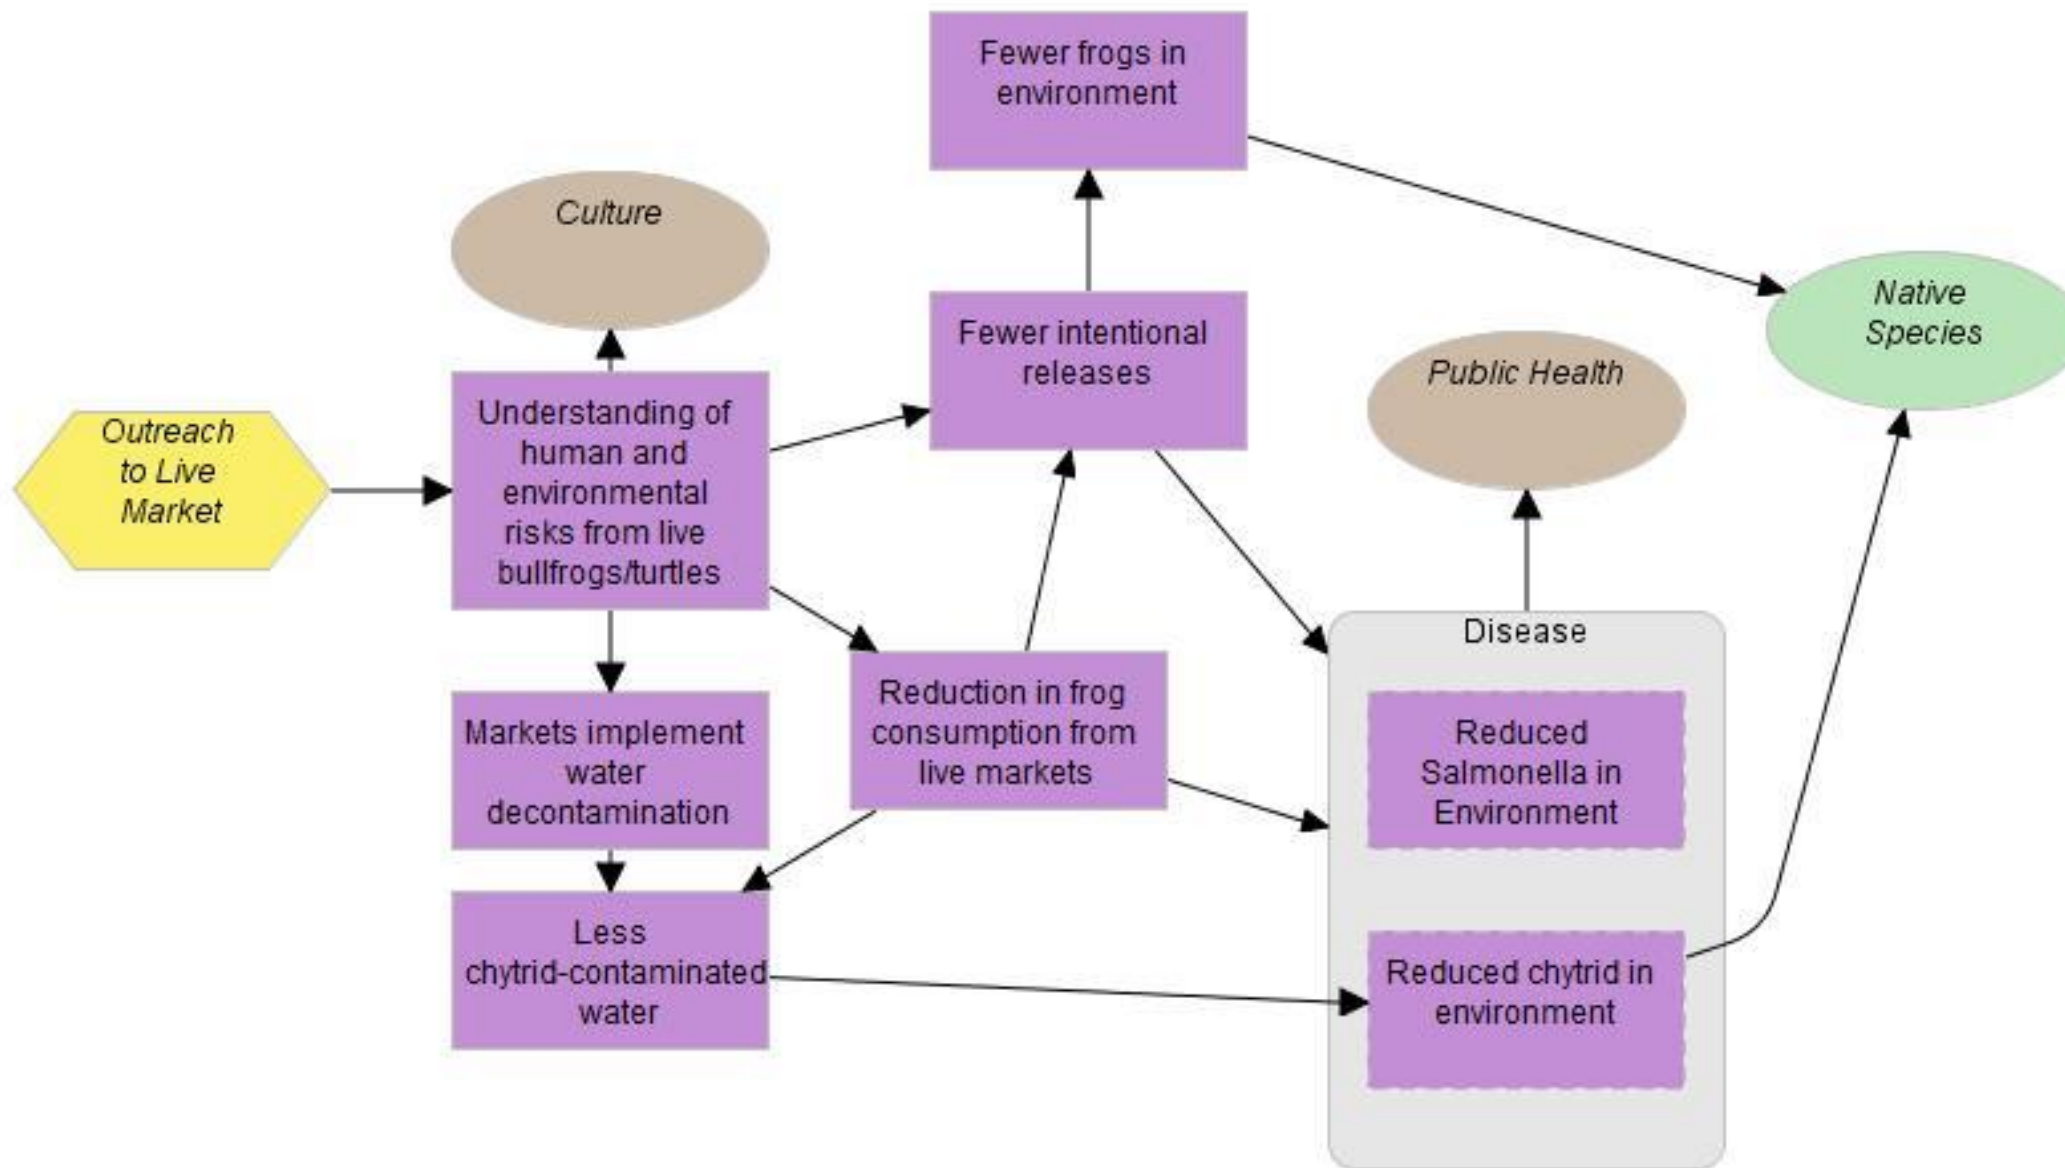 Fewer frogs in
environment
Culture
Fewer intentional
releases
Native
Species
Public Health
Outreach
to Live
Market
Understanding of
human and
environmental
risks from live
bullfrogs/turtles
Disease
Markets implement
water
decontamination
Reduction in frog
consumption from
live markets
Reduced
Salmonella in
Environment
Less
chytrid-contaminated
water
Reduced chytrid in
environment